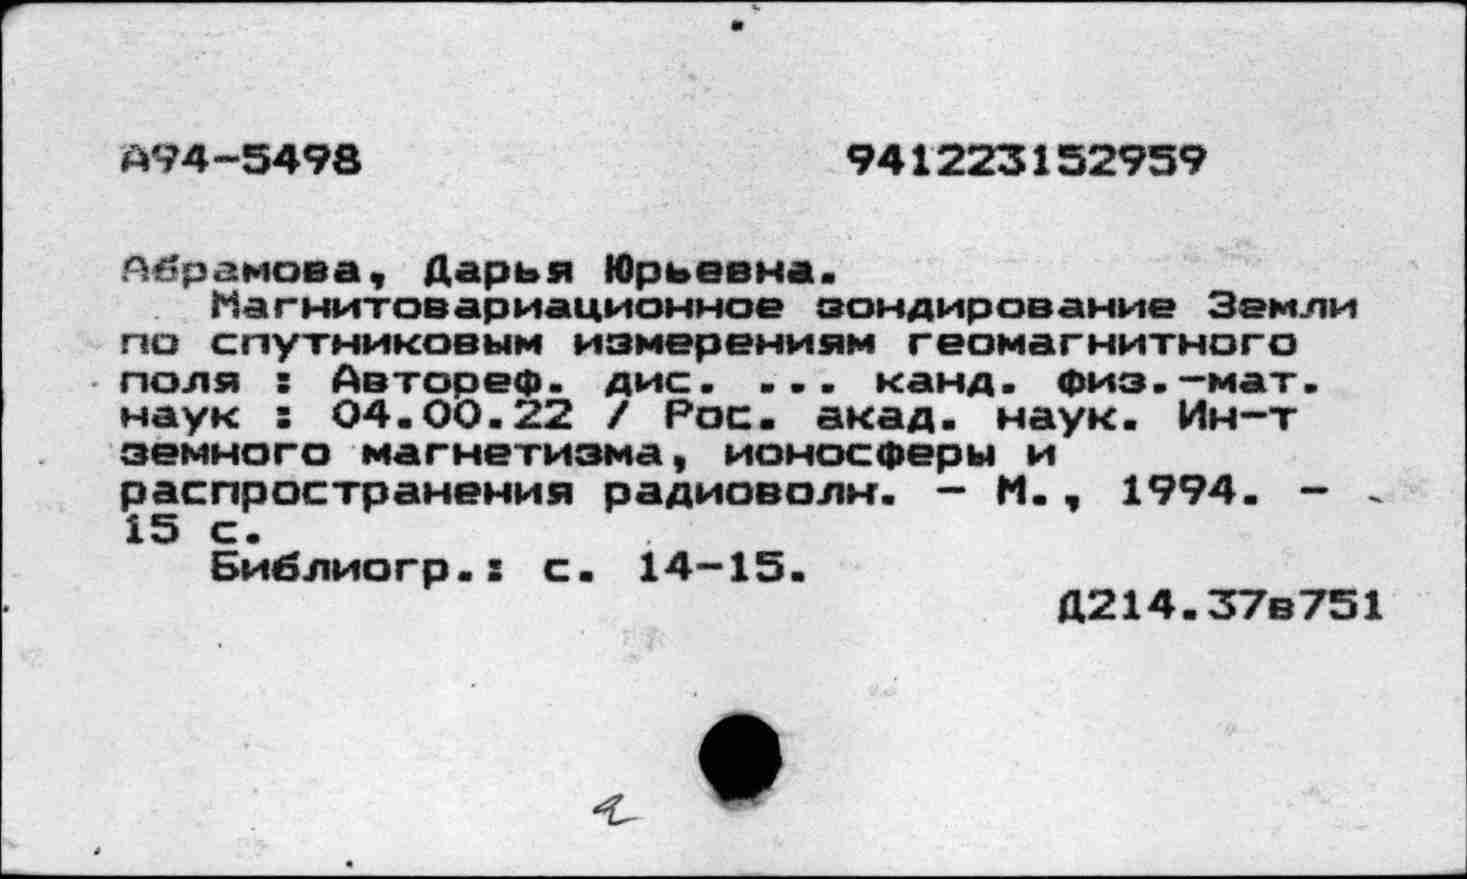 А94-5498 941223152959
Абрамова, Дарья Юрьевна.
Магнитовариационное зондирование Земли
по спутниковым измерениям геомагнитного
поля : Автореф. дис. ... канд. физ.-мат.
наук : 04.00.22 / Рос. акад. наук. Ин-т
земного магнетизма, ионосферы и
распространения радиоволн. - М., 1994. -
15 с.
Библиогр.: с. 14-15.
Д214.37в751